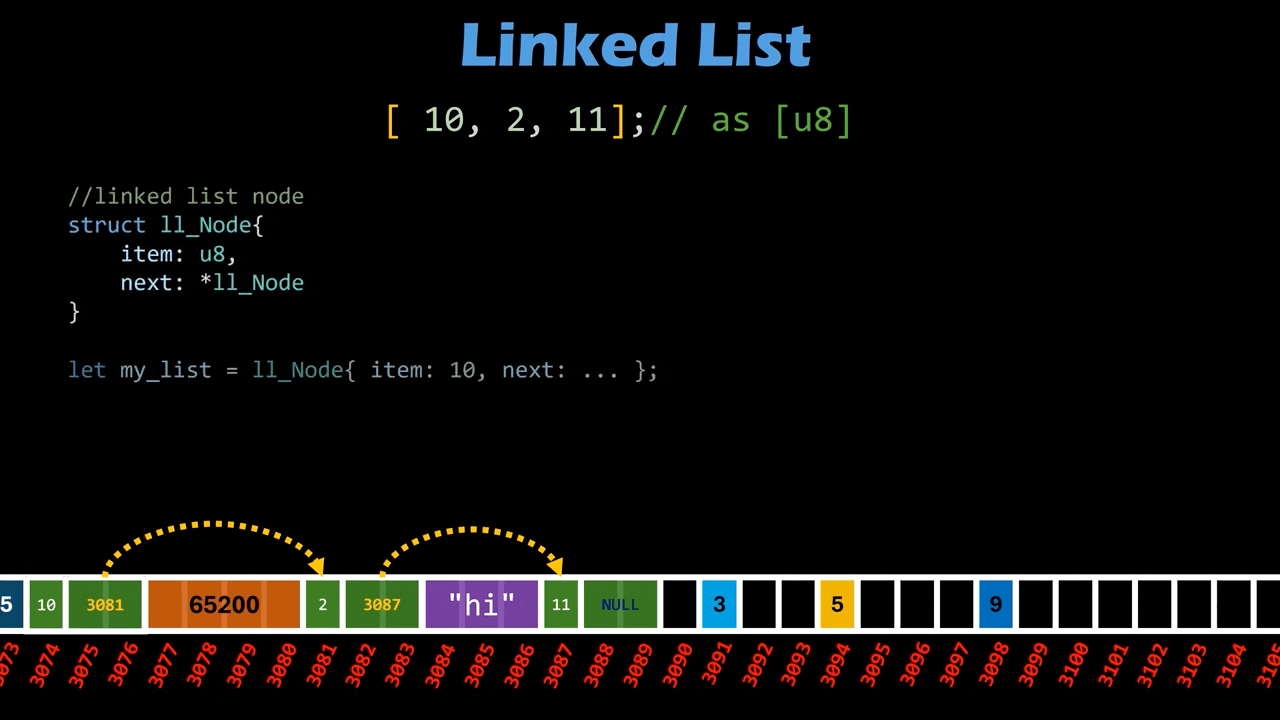 Linked List
[ 10, 2, 11];// as [u8]
//linked list node
struct ll_Node{
item: u8,
next: *ll_Node
}
let my_list = ll_Node{ item: 10, next: ... };
5 10 3081 65200 2 3087 "hi" 11 NULL 3 5 9
3073 3074 3075 3076 3077 3078 3079 3080 3081 3082 3083 3084 3085 3086 3087 3088 3089 3090 3091 3092 3093 3094 3095 3096 3097 3098 3099 3100 3101 3102 3103 3104 3105